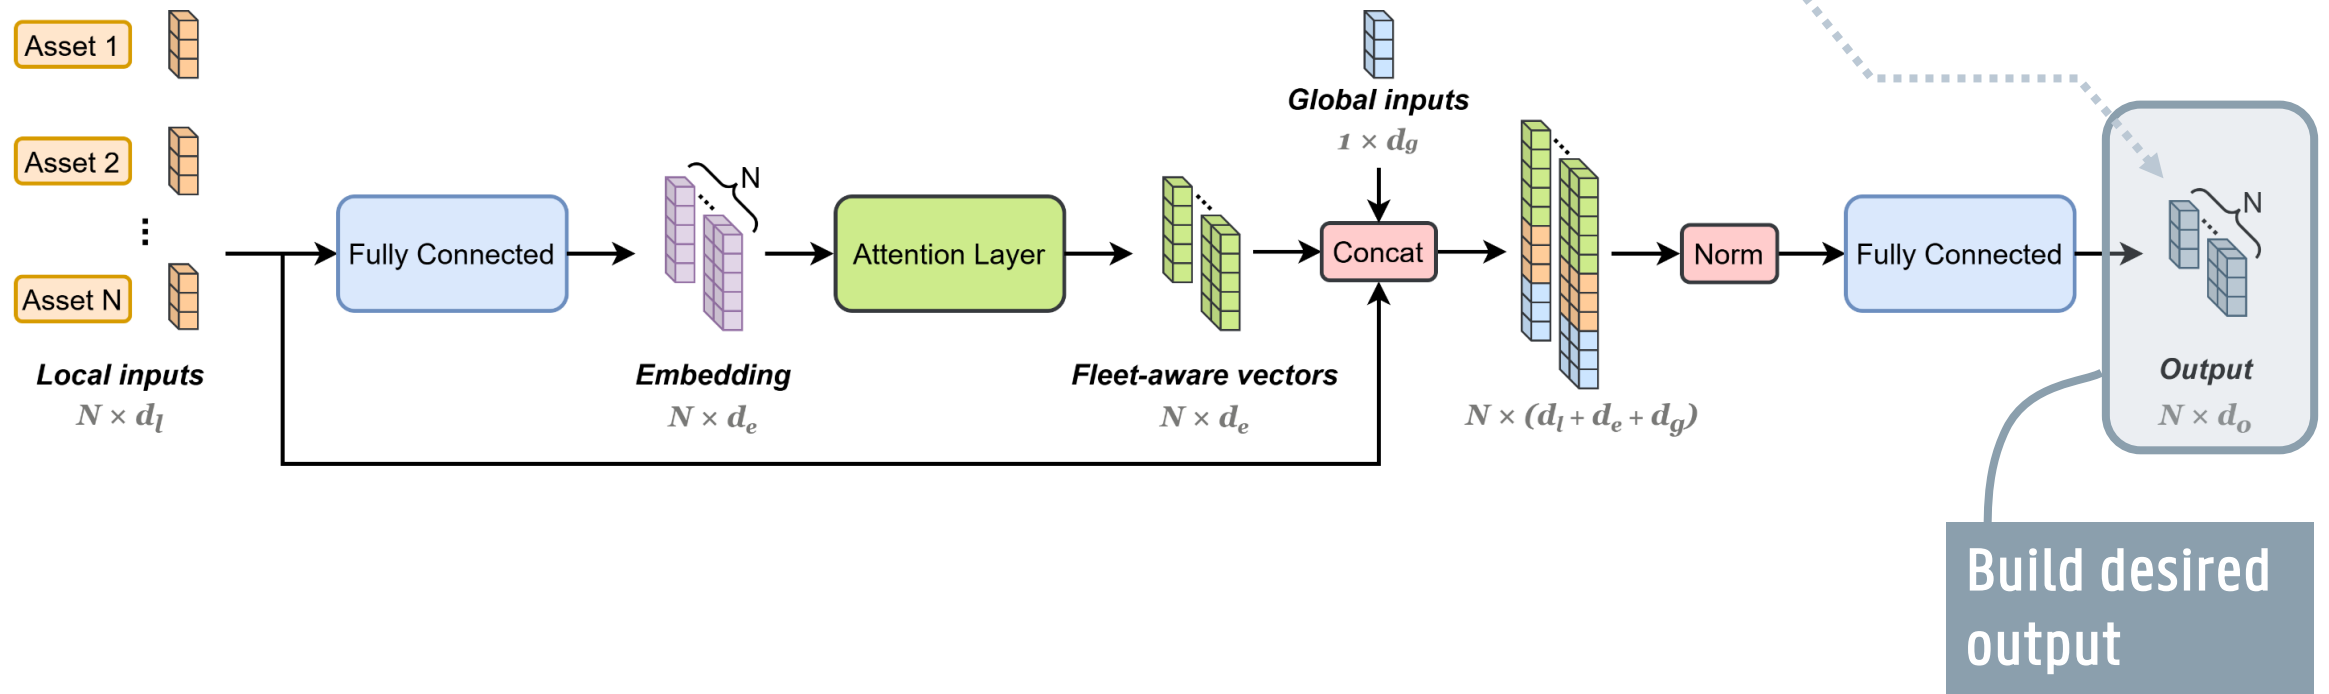 Asset 1
Asset 2
⋮
Asset N
Local inputs
N × d_l
Fully Connected
N
Embedding
N × d_e
Attention Layer
Fleet-aware vectors
N × d_e
Global inputs
1 × d_g
Concat
N × (d_l + d_e + d_g)
Norm
Fully Connected
N
Output
N × d_o
Build desired
output